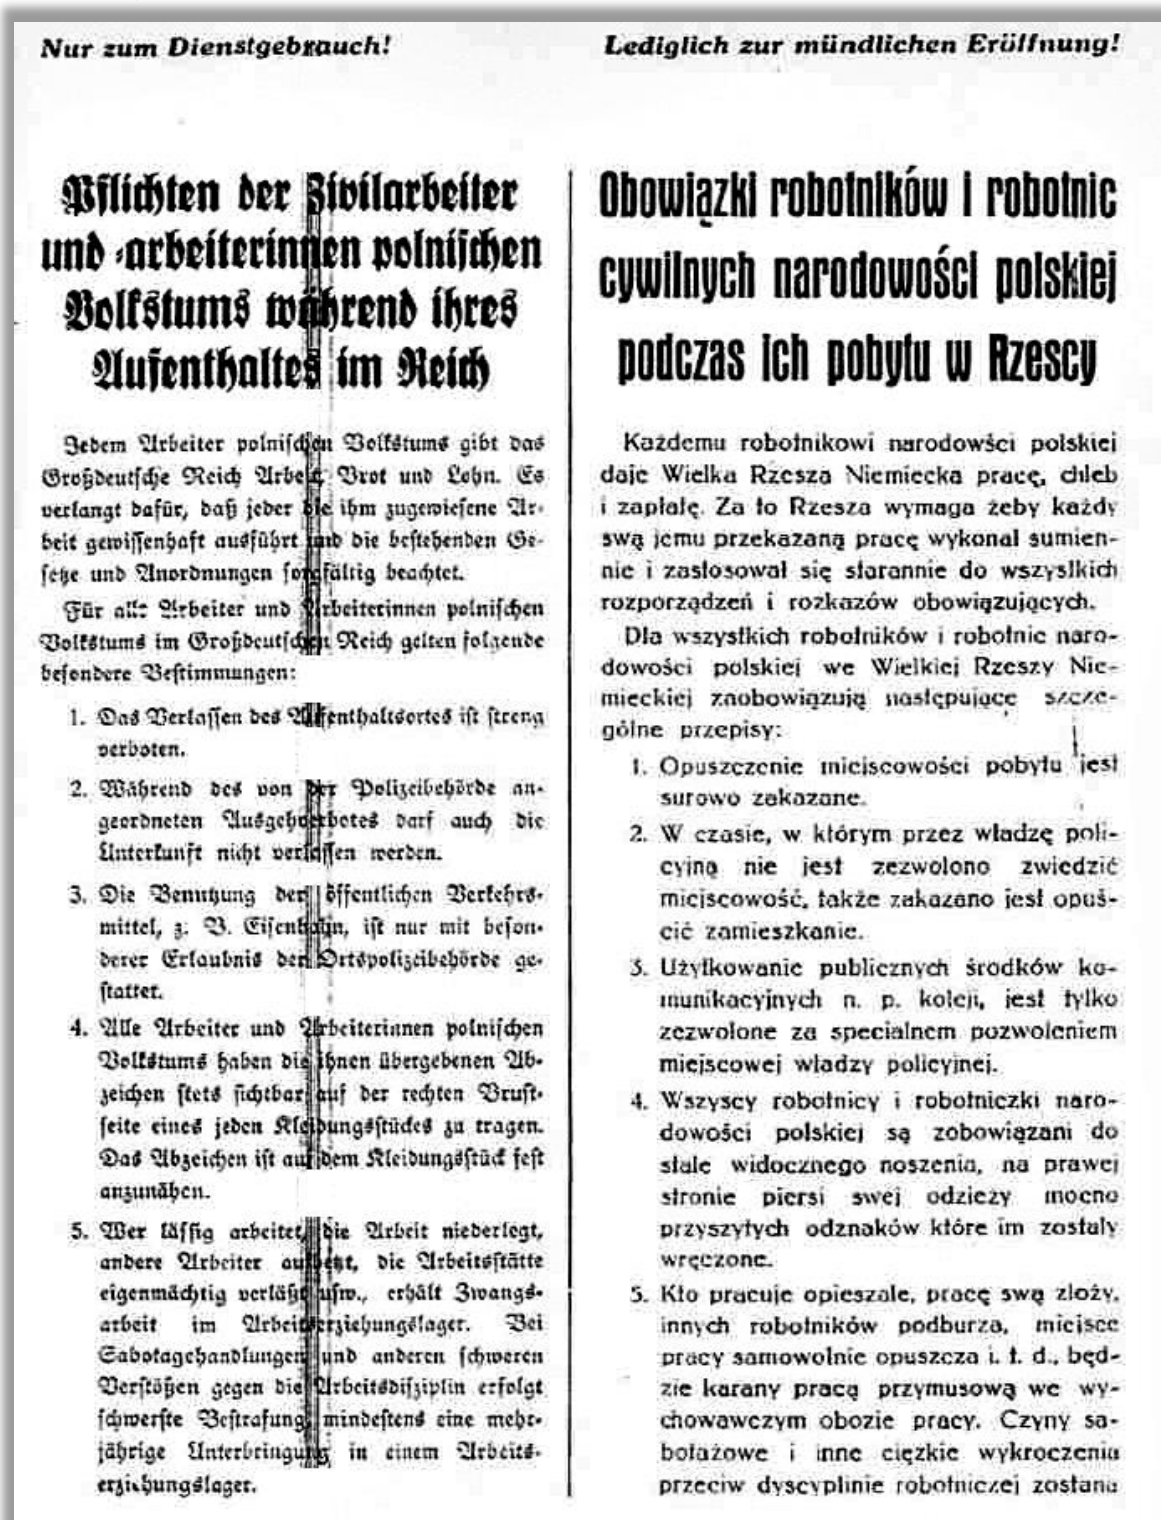 Nur zum Dienstgebrauch!
Lediglich zur mündlichen Eröffnung!
Pflichten der Zivilarbeiter
und -arbeiterinnen polnischen
Volkstums während ihres
Aufenthaltes im Reich
Jedem Arbeiter polnischen Volkstums gibt das
Großdeutsche Reich Arbeit, Brot und Lohn. Es
verlangt dafür, daß jeder die ihm zugewiesene Ar-
beit gewissenhaft ausführt und die bestehenden Ge-
setze und Anordnungen sorgfältig beachtet.
Für alle Arbeiter und Arbeiterinnen polnischen
Volkstums im Großdeutschen Reich gelten folgende
besondere Bestimmungen:
1. Das Verlassen des Aufenthaltsortes ist streng
verboten.
2. Während des von der Polizeibehörde an-
geordneten Ausgehverbotes darf auch die
Unterkunft nicht verlassen werden.
3. Die Benutzung der öffentlichen Verkehrs-
mittel, z. B. Eisenbahn, ist nur mit beson-
derer Erlaubnis der Ortspolizeibehörde ge-
stattet.
4. Alle Arbeiter und Arbeiterinnen polnischen
Volkstums haben die ihnen übergebenen Ab-
zeichen stets sichtbar auf der rechten Brust-
seite eines jeden Kleidungsstückes zu tragen.
Das Abzeichen ist auf dem Kleidungsstück fest
anzunähen.
5. Wer lässig arbeitet, die Arbeit niederlegt,
andere Arbeiter aufhetzt, die Arbeitsstätte
eigenmächtig verläßt usw., erhält Zwangs-
arbeit im Arbeitserziehungslager. Bei
Sabotagehandlungen und anderen schweren
Verstößen gegen die Arbeitsdisziplin erfolgt
schwerste Bestrafung, mindestens eine mehr-
jährige Unterbringung in einem Arbeits-
erziehungslager.
Obowiązki robotników i robotnic
cywilnych narodowości polskiej
podczas ich pobytu w Rzescy
Każdemu robotnikowi narodowści polskiej
daje Wielka Rzesza Niemiecka pracę, chleb
i zapłatę. Za to Rzesza wymaga żeby każdy
swą jemu przekazaną pracę wykonał sumien-
nie i zastosował się starannie do wszystkich
rozporządzeń i rozkazów obowiązujących.
Dla wszystkich robotników i robotnic naro-
dowości polskiej we Wielkiej Rzeszy Nie-
mieckiej zaobowiązują następujące szcze-
gólne przepisy:
1. Opuszczenie miejscowości pobytu jest
surowo zakazane.
2. W czasie, w którym przez władzę poli-
cyjną nie jest zezwolono zwiedzić
miejscowość, także zakazano jest opuś-
cić zamieszkanie.
3. Użytkowanie publicznych środków ko-
munikacyjnych n. p. koleji, jest tylko
zezwolone za specialnem pozwoleniem
miejscowej władzy policyjnej.
4. Wszyscy robotnicy i robotniczki naro-
dowości polskiej są zobowiązani do
stale widocznego noszenia, na prawej
stronie piersi swej odzieży mocno
przyszytych odznaków które im zostały
wręczone.
5. Kto pracuje opieszale, pracę swą złoży,
innych robotników podburza, miejsce
pracy samowolnie opuszcza i. t. d., będ-
zie karany pracą przymusową we wy-
chowawczym obozie pracy. Czyny sa-
botażowe i inne ciężkie wykroczenia
przeciw dyscyplinie robotniczej zostaną